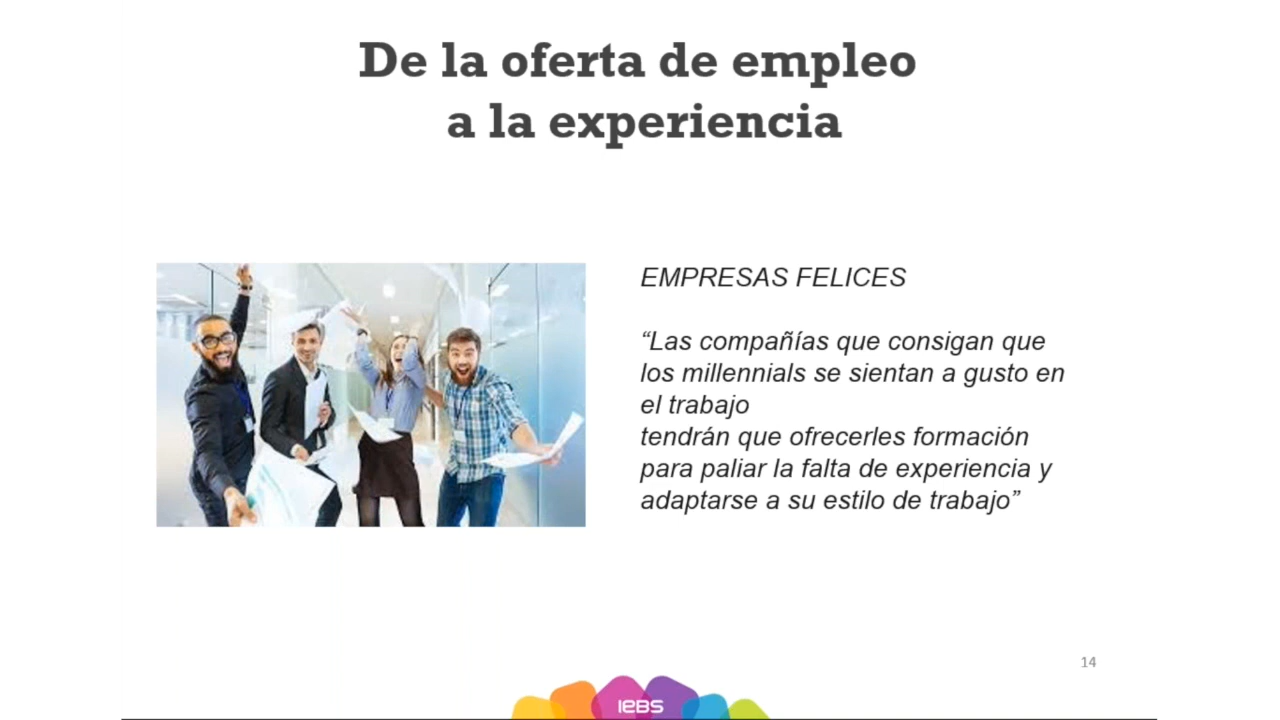 De la oferta de empleo
a la experiencia
EMPRESAS FELICES
“Las compañías que consigan que
los millennials se sientan a gusto en
el trabajo
tendrán que ofrecerles formación
para paliar la falta de experiencia y
adaptarse a su estilo de trabajo”
14
IEBS